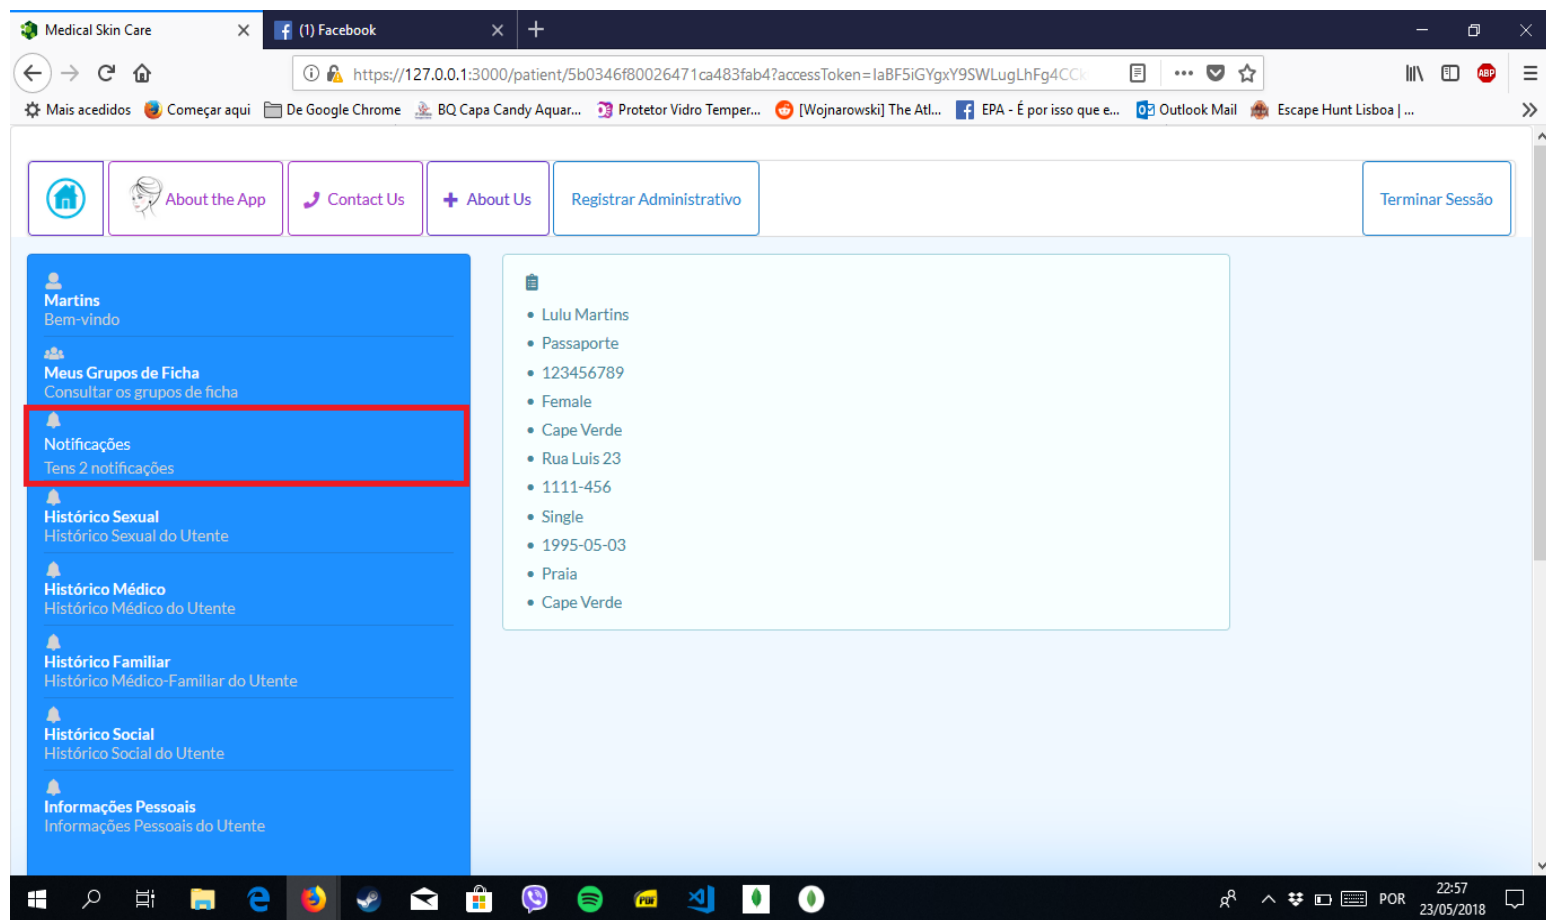 Medical Skin Care
(1) Facebook
https://127.0.0.1:3000/patient/5b0346f80026471ca483fab4?accessToken=IaBF5iGYgxY9SWLugLhFg4CCk
ABP
Mais acedidos Começar aqui De Google Chrome BQ Capa Candy Aquar... Protetor Vidro Temper... [Wojnarowski] The Atl... EPA - É por isso que e... Outlook Mail Escape Hunt Lisboa | ...
About the App Contact Us About Us Registrar Administrativo Terminar Sessão
Martins
Bem-vindo
Meus Grupos de Ficha
Consultar os grupos de ficha
Notificações
Tens 2 notificações
Histórico Sexual
Histórico Sexual do Utente
Histórico Médico
Histórico Médico do Utente
Histórico Familiar
Histórico Médico-Familiar do Utente
Histórico Social
Histórico Social do Utente
Informações Pessoais
Informações Pessoais do Utente
Lulu Martins
Passaporte
123456789
Female
Cape Verde
Rua Luis 23
1111-456
Single
1995-05-03
Praia
Cape Verde
PDF
POR
22:57
23/05/2018